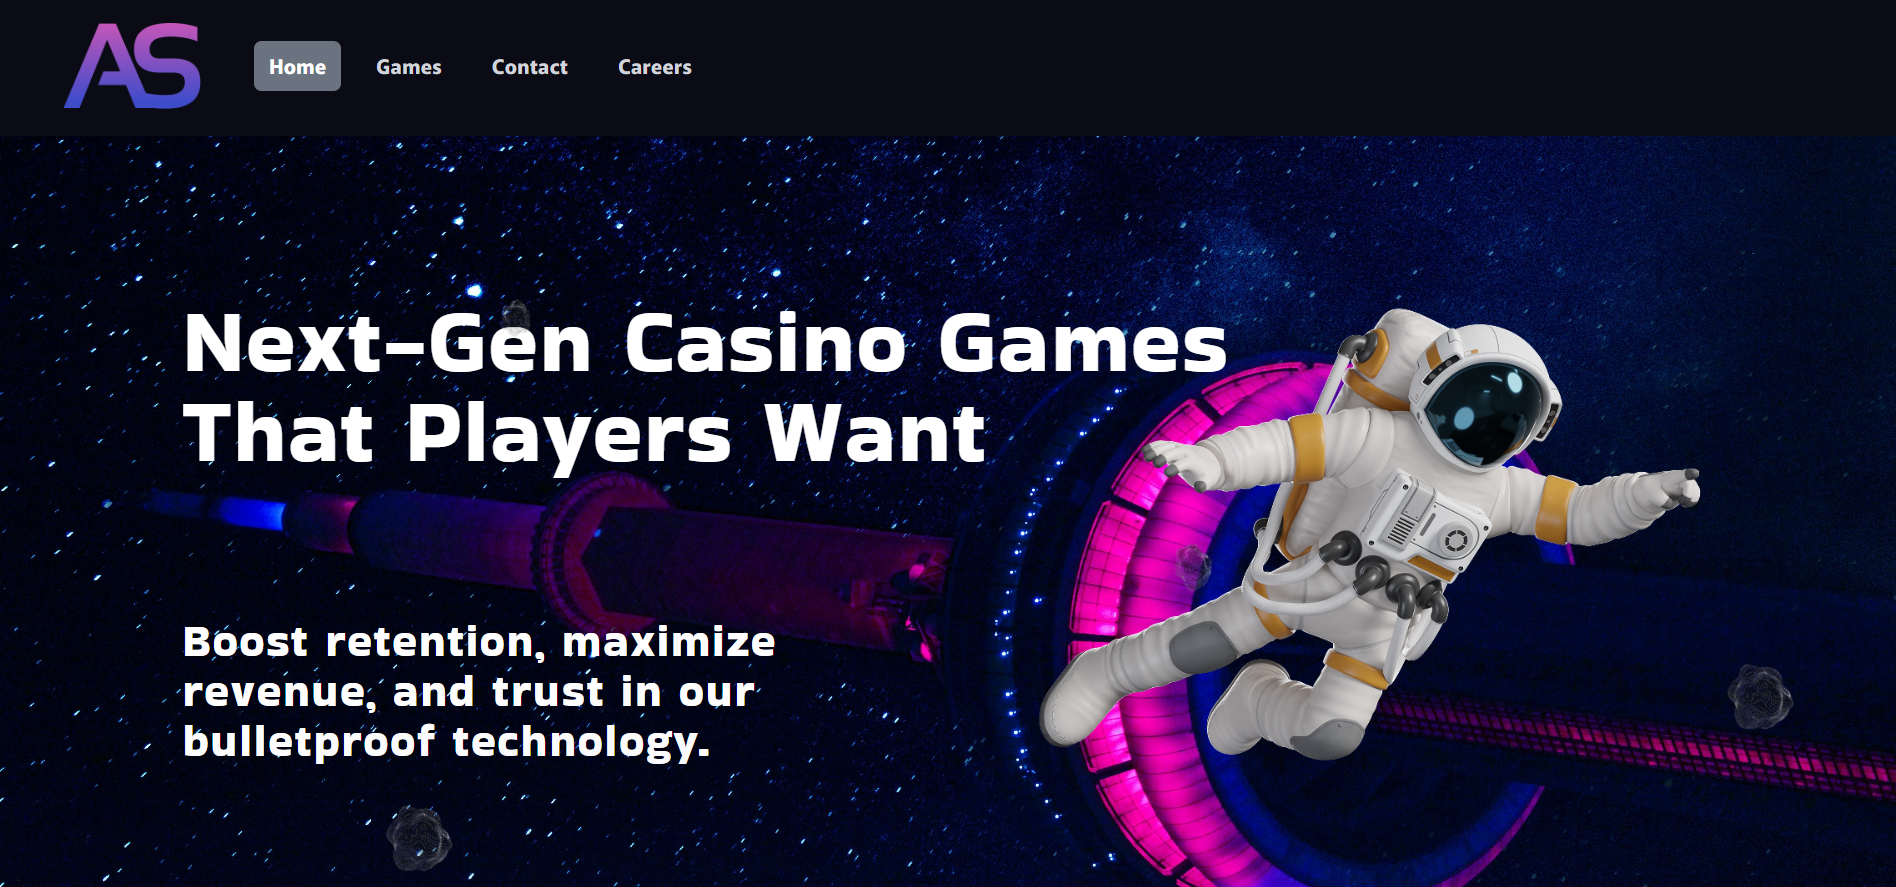 AS
Home
Games
Contact
Careers
Next-Gen Casino Games
That Players Want
Boost retention, maximize
revenue, and trust in our
bulletproof technology.